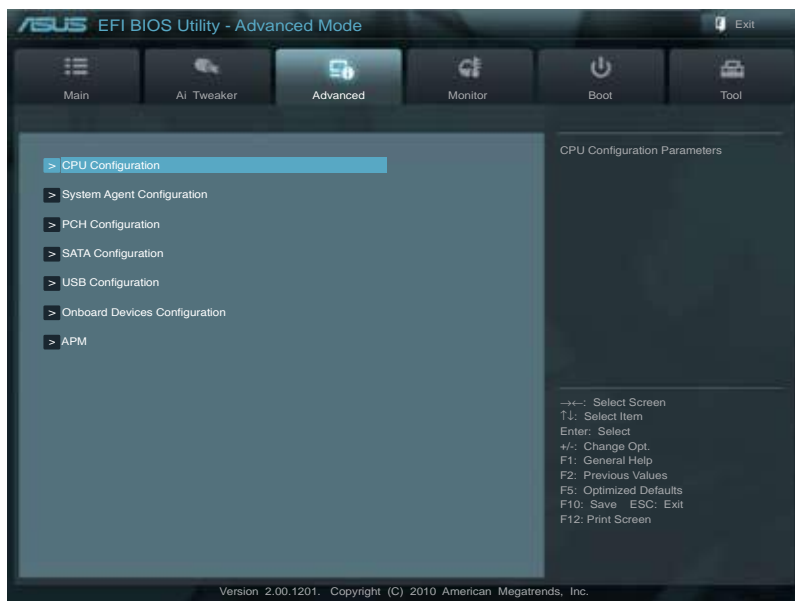 ASUS EFI BIOS Utility - Advanced Mode
Exit
Main
Ai Tweaker
Advanced
Monitor
Boot
Tool
> CPU Configuration
> System Agent Configuration
> PCH Configuration
> SATA Configuration
> USB Configuration
> Onboard Devices Configuration
> APM
CPU Configuration Parameters
→←: Select Screen
↑↓: Select Item
Enter: Select
+/-: Change Opt.
F1: General Help
F2: Previous Values
F5: Optimized Defaults
F10: Save ESC: Exit
F12: Print Screen
Version 2.00.1201. Copyright (C) 2010 American Megatrends, Inc.